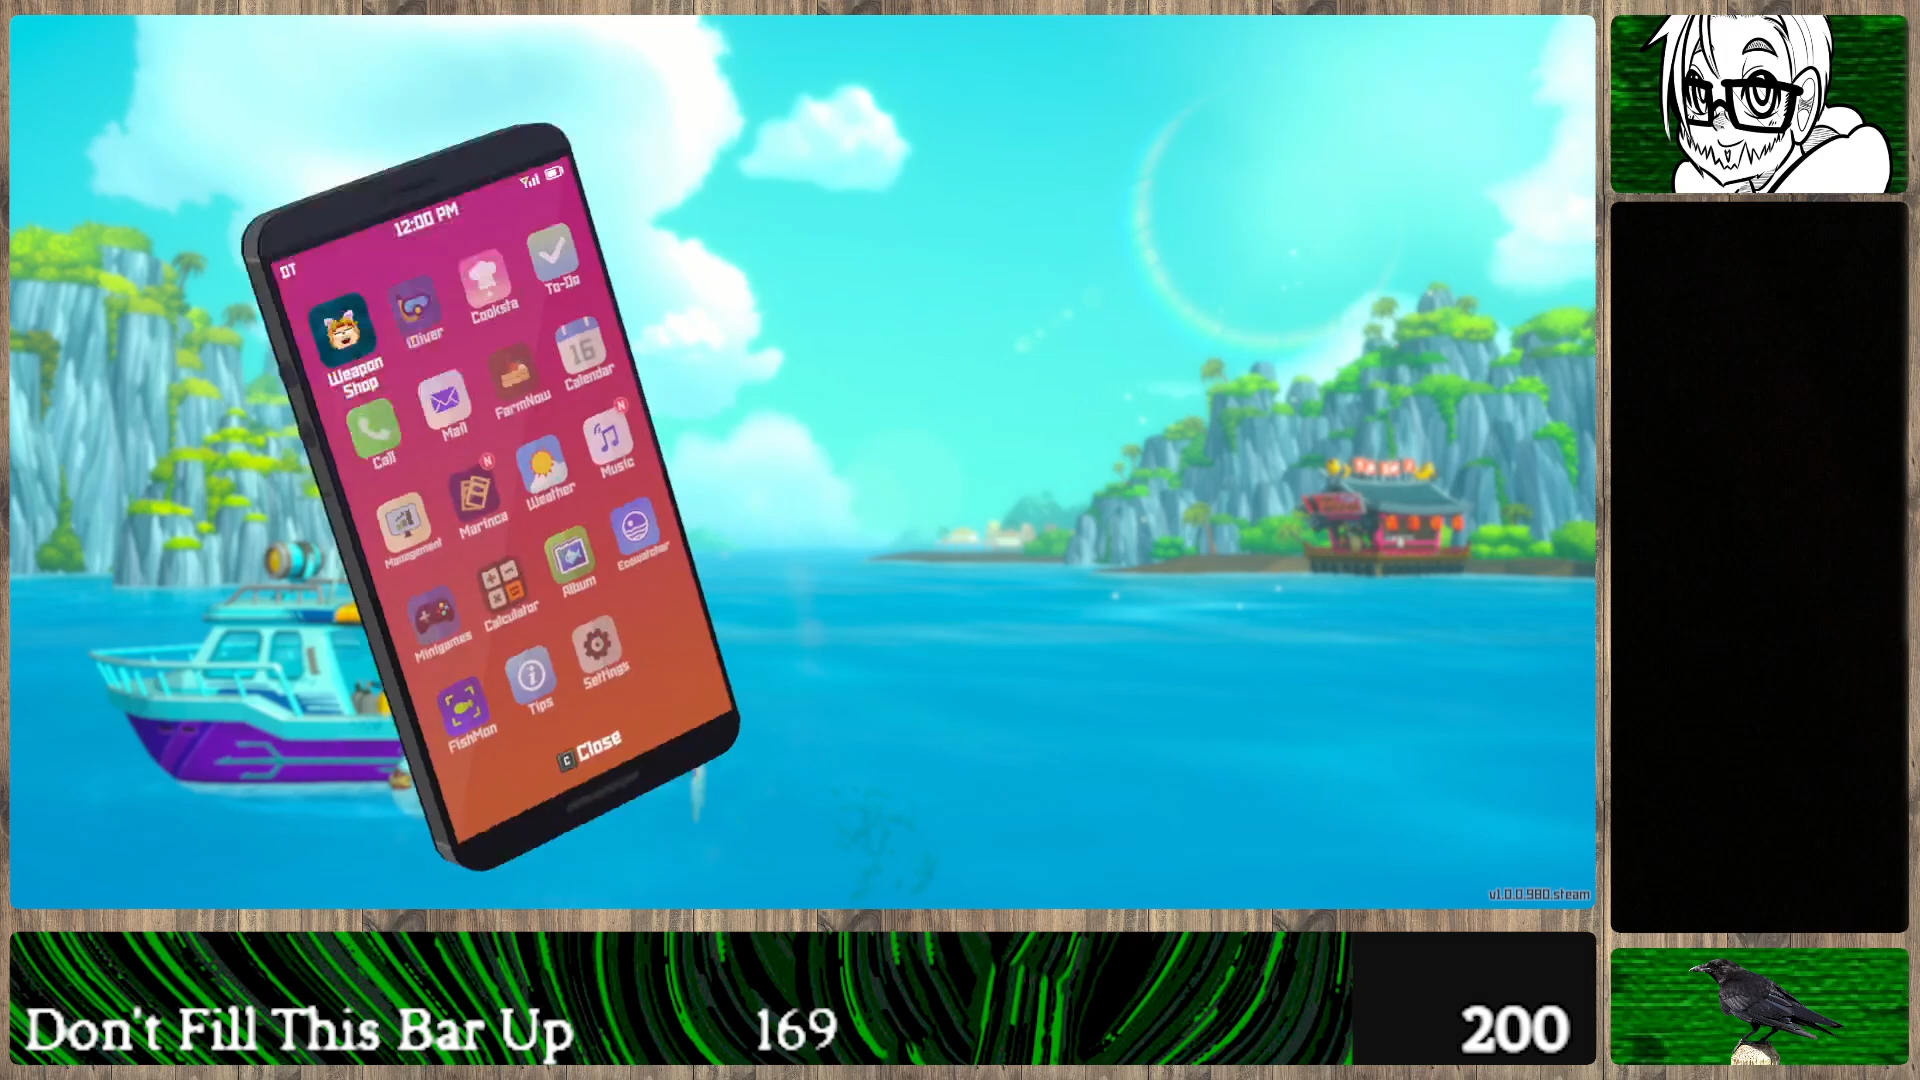 12:00 PM
DT
Weapon
Shop
iDiver
Cooksta
To-Do
Call
Mail
FarmNow
16
Calendar
Management
Marinca
N
Weather
Music
N
Minigames
Calculator
Album
Ecowatcher
FishMon
Tips
Settings
C Close
v1.0.0.980.steam
Don't Fill This Bar Up 169 200